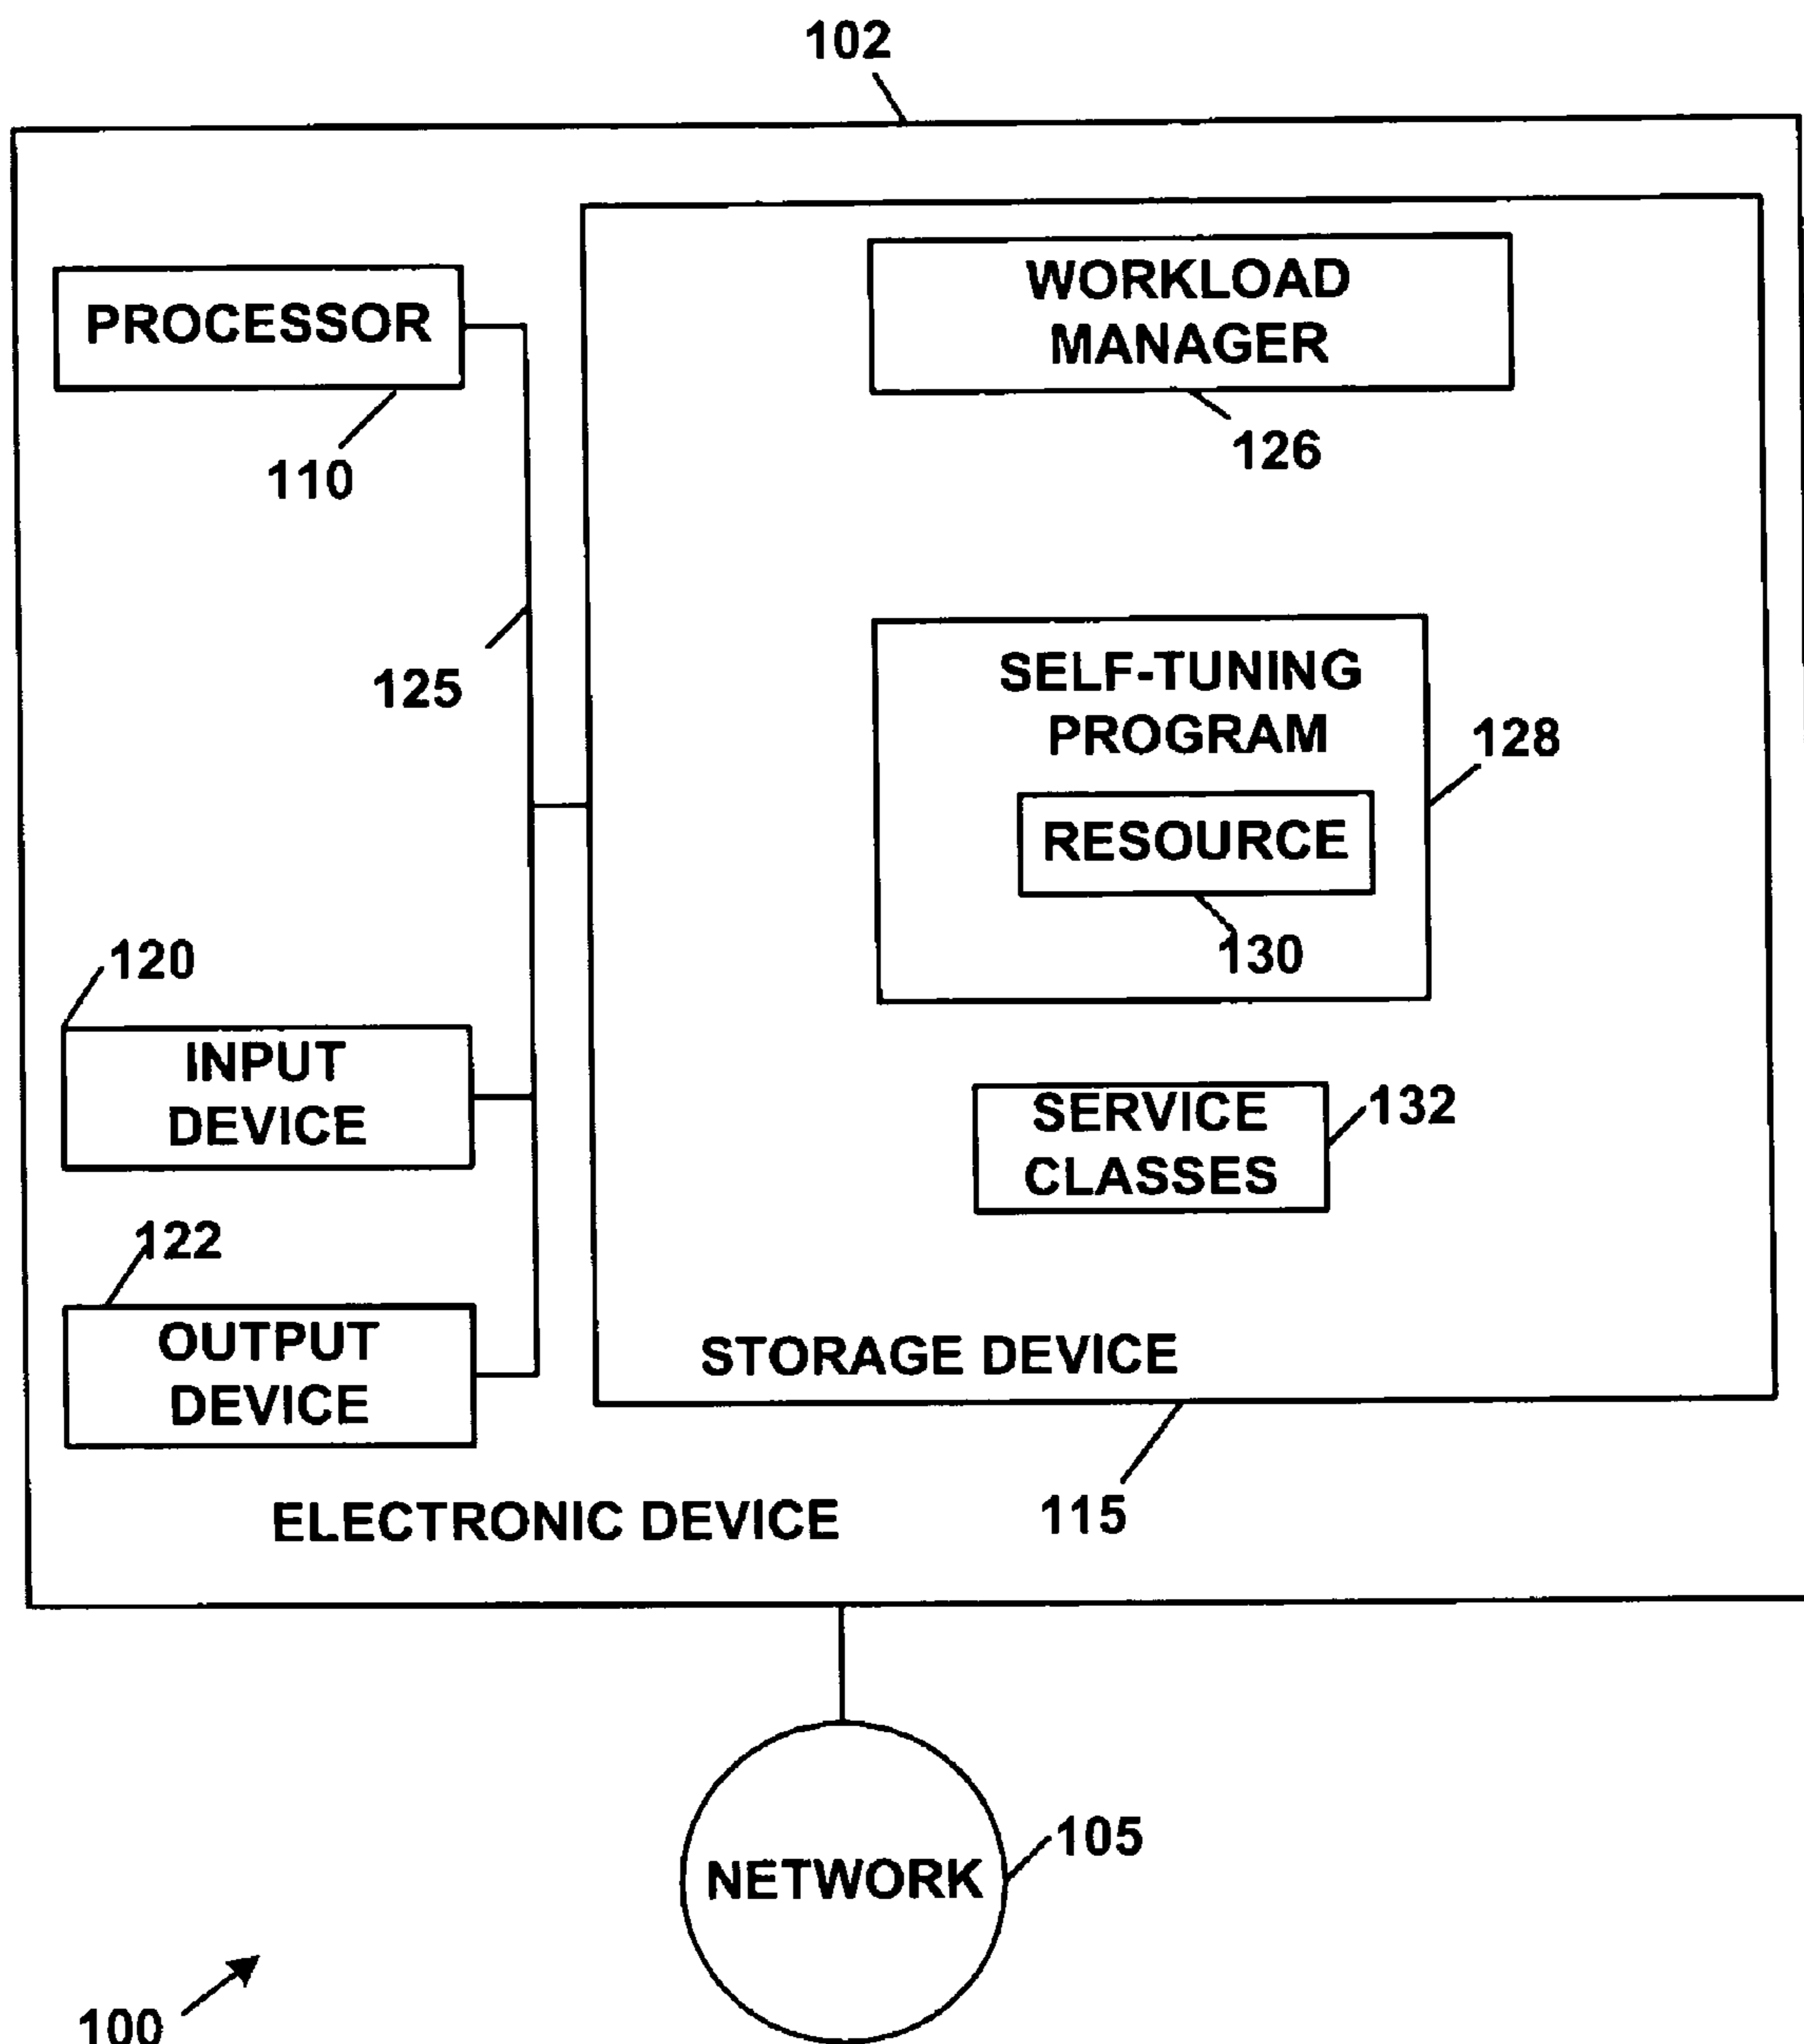 102
PROCESSOR
110
WORKLOAD
MANAGER
126
125
SELF-TUNING
PROGRAM
128
RESOURCE
130
120
INPUT
DEVICE
SERVICE
CLASSES
132
122
OUTPUT
DEVICE
STORAGE DEVICE
115
ELECTRONIC DEVICE
NETWORK
105
100